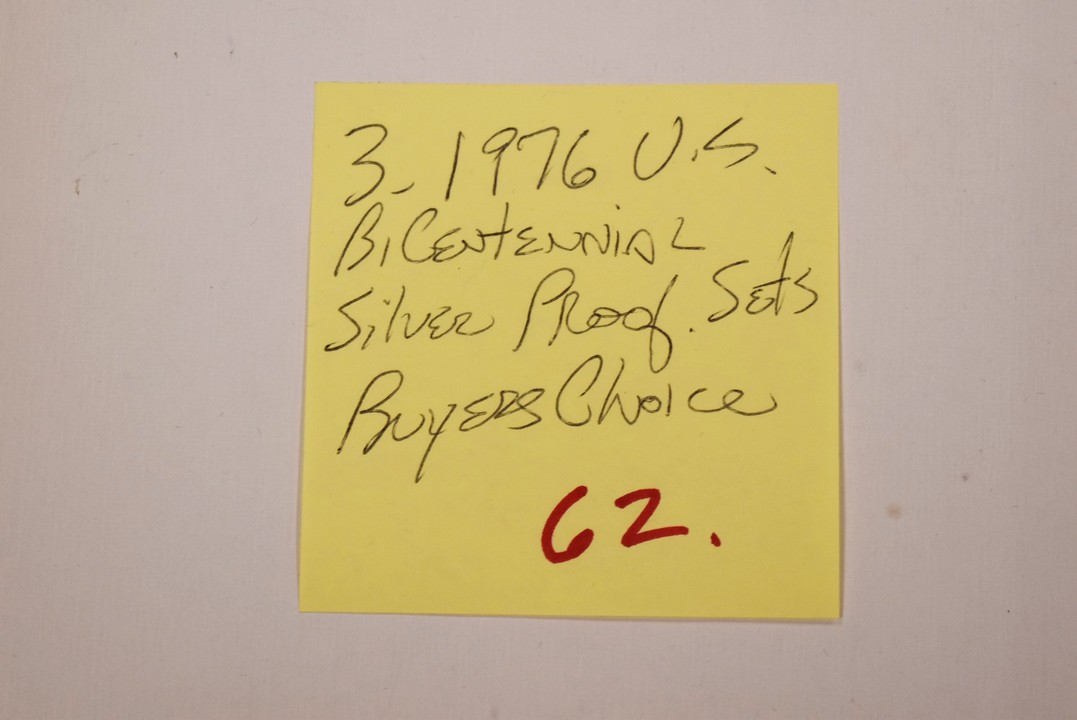 3- 1976 U.S.
BiCENTENNIAL
SilvER PRoof. Sets
BuyERS Choice
62.